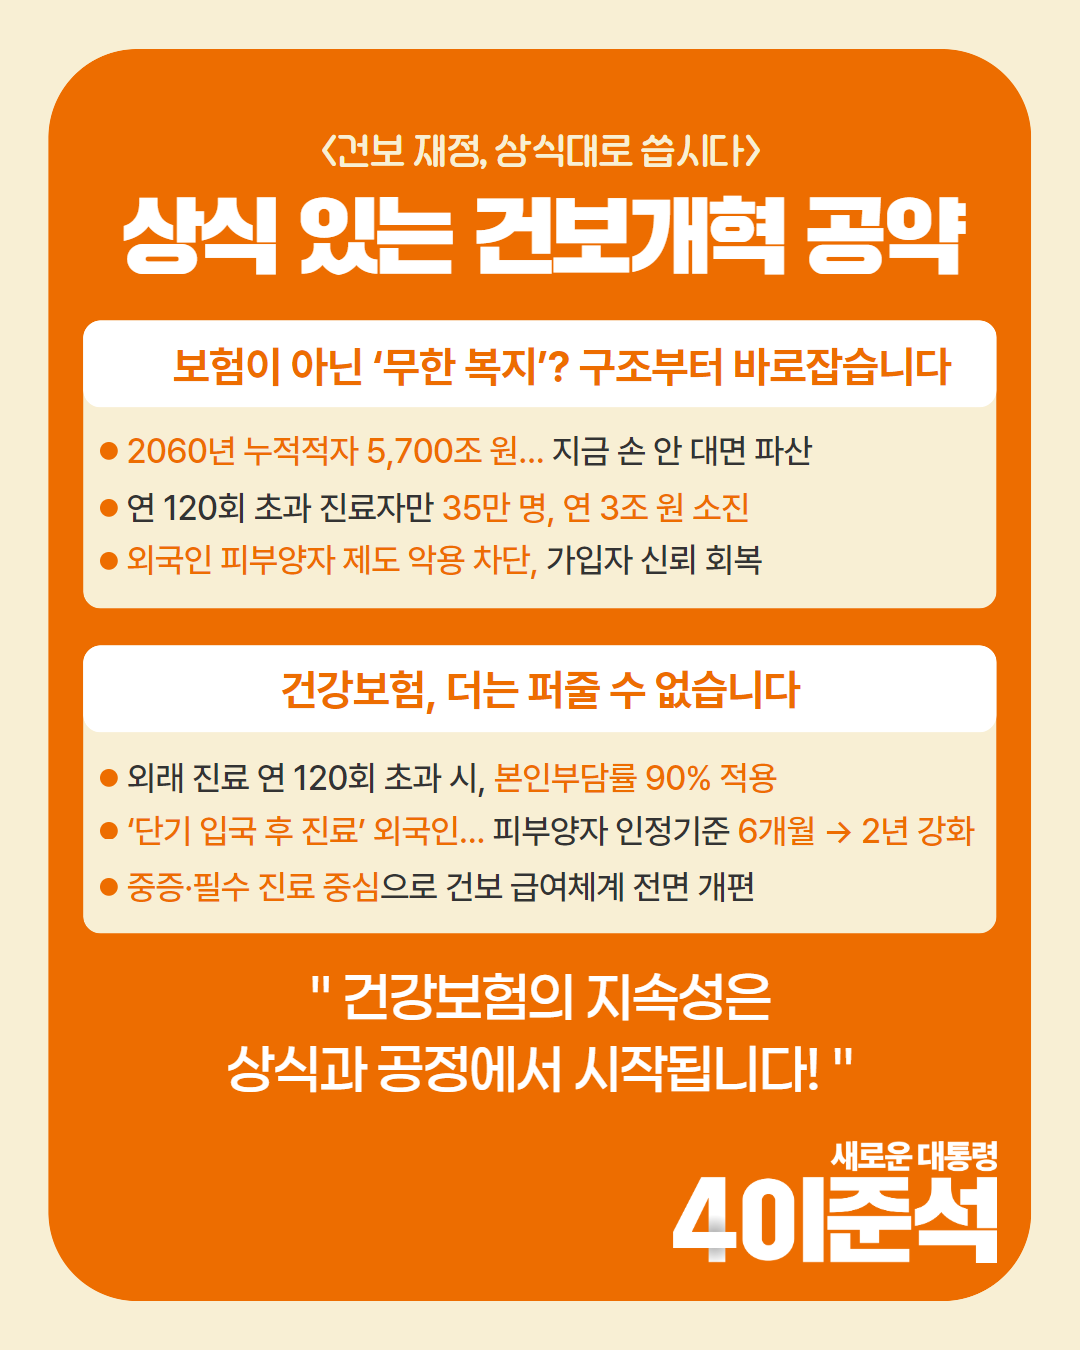 <건보 재정, 상식대로 씁시다>
상식 있는 건보개혁 공약
보험이 아닌 ‘무한 복지’? 구조부터 바로잡습니다
● 2060년 누적적자 5,700조 원... 지금 손 안 대면 파산
● 연 120회 초과 진료자만 35만 명, 연 3조 원 소진
● 외국인 피부양자 제도 악용 차단, 가입자 신뢰 회복
건강보험, 더는 퍼줄 수 없습니다
● 외래 진료 연 120회 초과 시, 본인부담률 90% 적용
● ‘단기 입국 후 진료’ 외국인... 피부양자 인정기준 6개월 → 2년 강화
● 중증·필수 진료 중심으로 건보 급여체계 전면 개편
" 건강보험의 지속성은
상식과 공정에서 시작됩니다! "
새로운 대통령
4 이준석